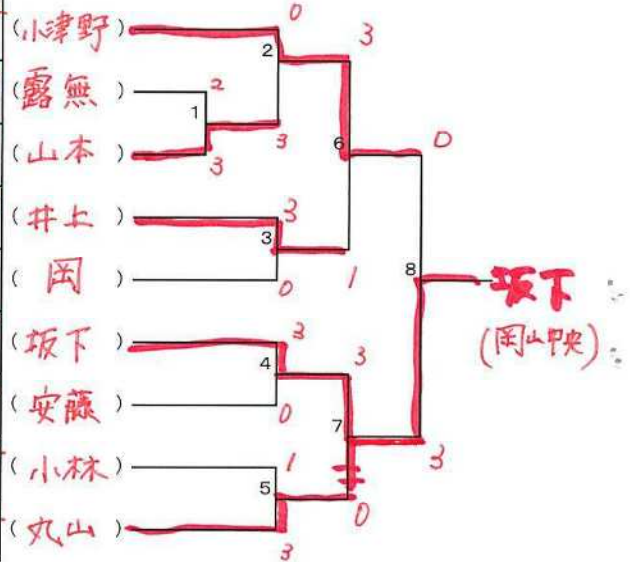 0
(小津野) 3
2
(露無) 2
1 0
(山本) 3 3 6
(井上) 3
3
(岡) 0 1 8 坂下
(岡山中央)
(坂下) 3 3
4
(安藤) 0 7
3
(小林) 1
5 0
(丸山) 3